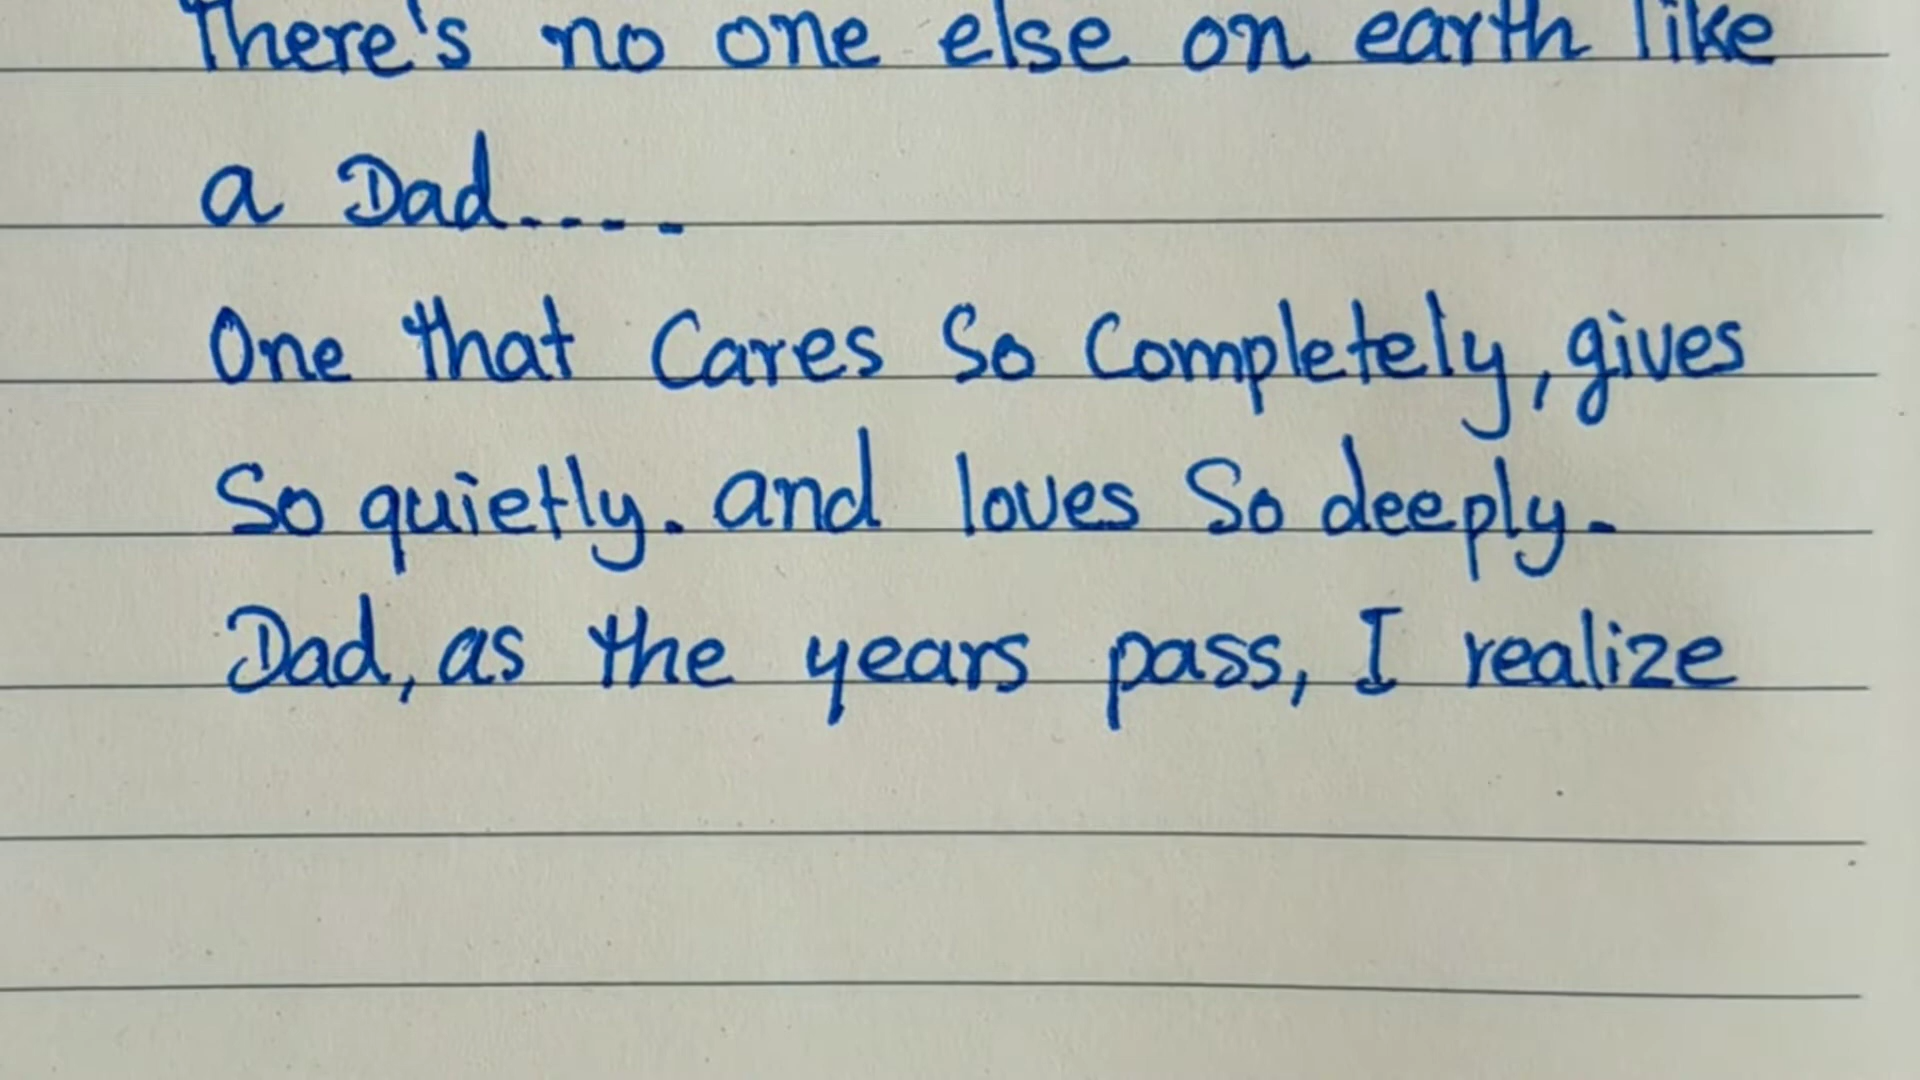 There's no one else on earth like
a Dad....
One that Cares So Completely, gives
So quietly. and loves So deeply.
Dad, as the years pass, I realize